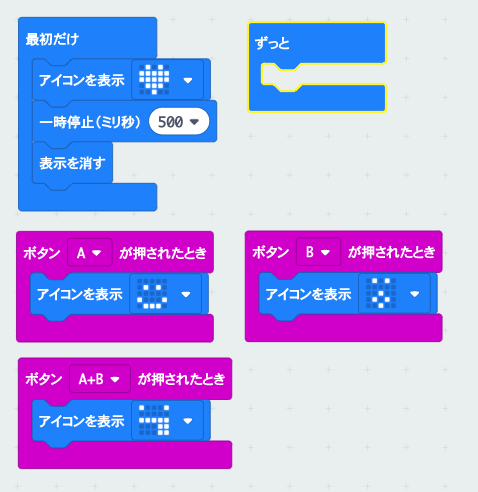 最初だけ
アイコンを表示
一時停止(ミリ秒) 500
表示を消す
ずっと
ボタン A が押されたとき
アイコンを表示
ボタン B が押されたとき
アイコンを表示
ボタン A+B が押されたとき
アイコンを表示